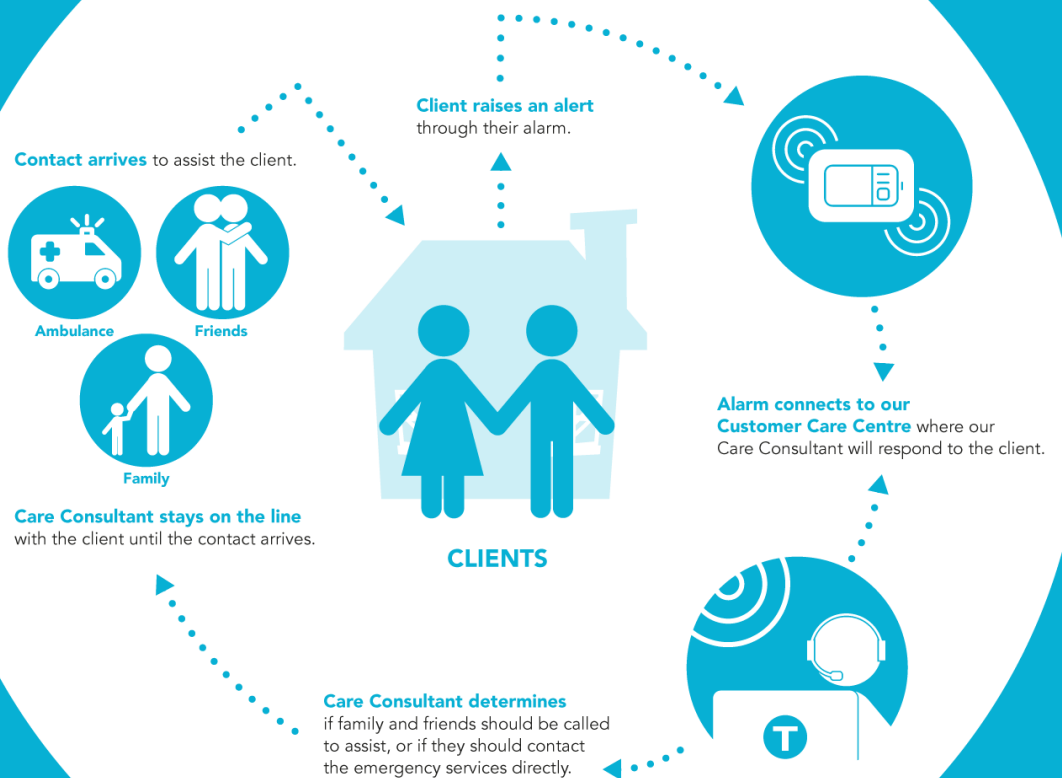 Client raises an alert
through their alarm.
Alarm connects to our
Customer Care Centre where our
Care Consultant will respond to the client.
T
Care Consultant determines
if family and friends should be called
to assist, or if they should contact
the emergency services directly.
Care Consultant stays on the line
with the client until the contact arrives.
Contact arrives to assist the client.
Ambulance
Friends
Family
CLIENTS